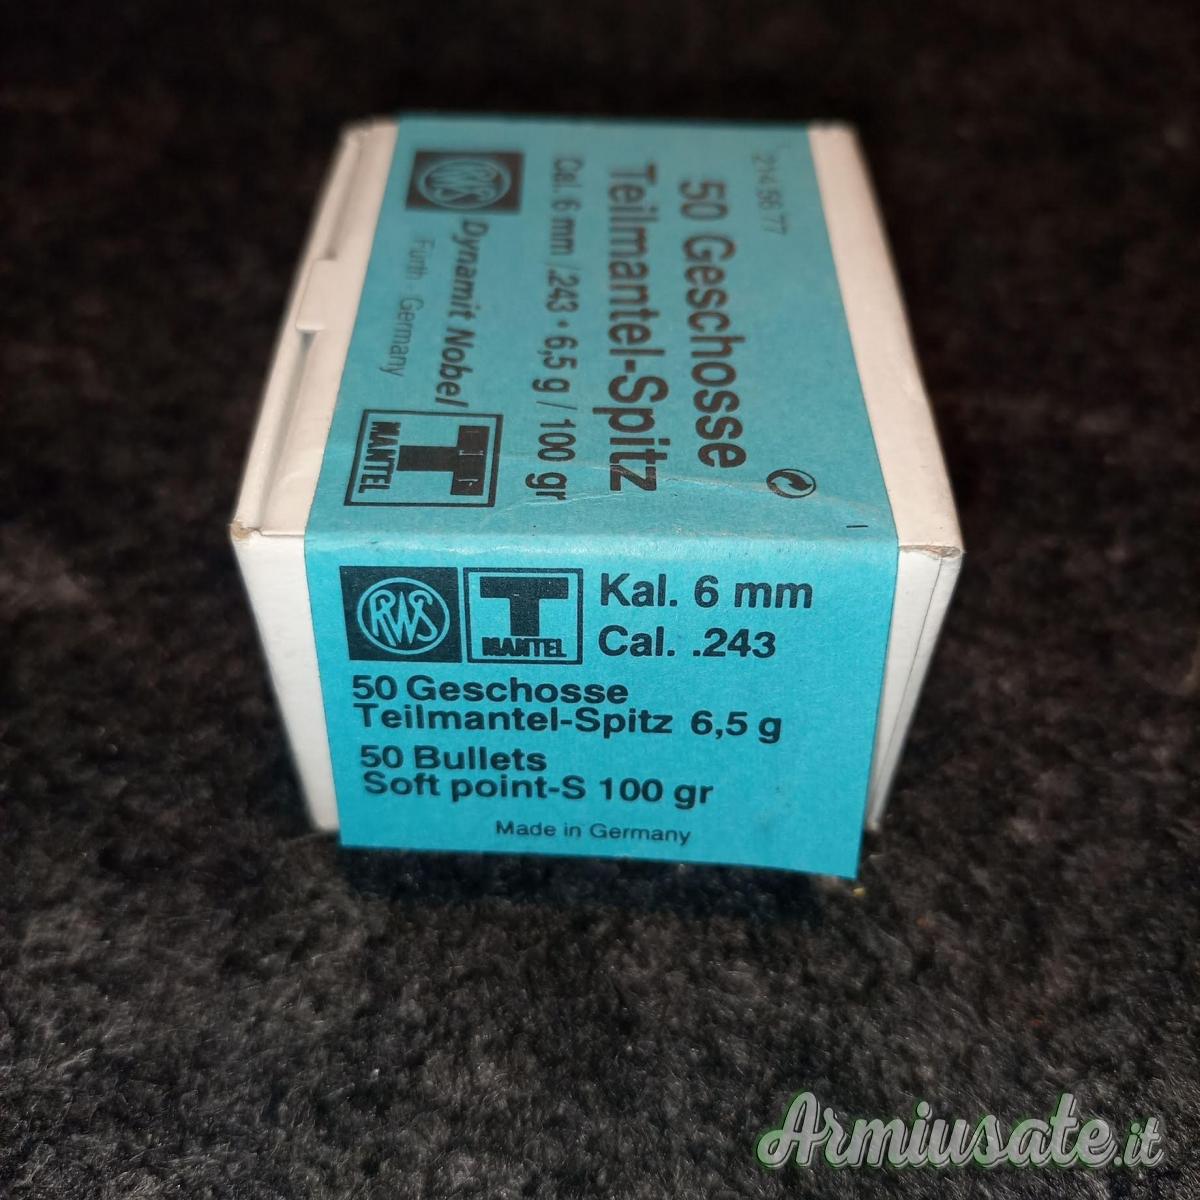 214 56 77
50 Geschosse
Teilmantel-Spitz
Cal. 6 mm / .243 • 6,5 g / 100 gr
RWS
Dynamit Nobel
Fürth - Germany
T
MANTEL
RWS
T
MANTEL
Kal. 6 mm
Cal. .243
50 Geschosse
Teilmantel-Spitz 6,5 g
50 Bullets
Soft point-S 100 gr
Made in Germany
Armiusate.it